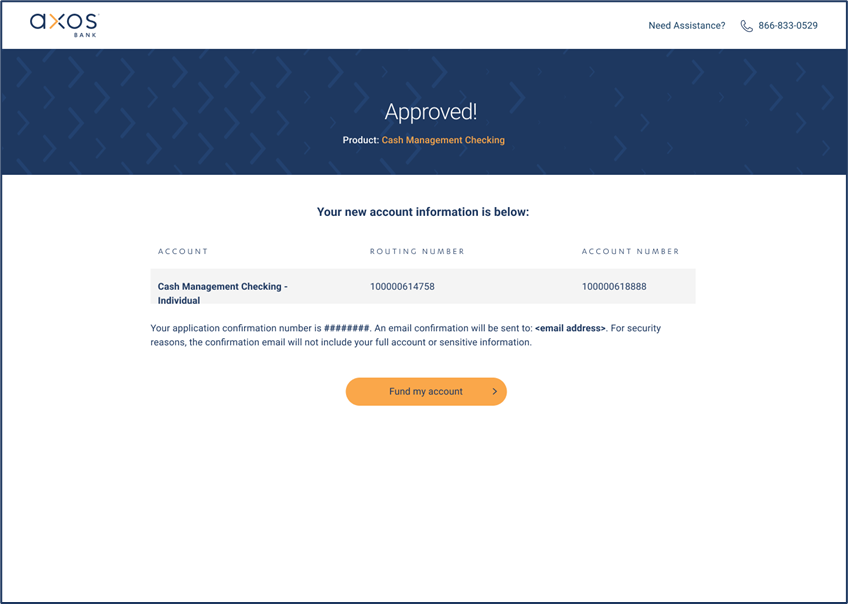 axos
BANK
Need Assistance? 866-833-0529
Approved!
Product: Cash Management Checking
Your new account information is below:
ACCOUNT ROUTING NUMBER ACCOUNT NUMBER
Cash Management Checking - 100000614758 100000618888
Individual
Your application confirmation number is ########. An email confirmation will be sent to: <email address>. For security
reasons, the confirmation email will not include your full account or sensitive information.
Fund my account